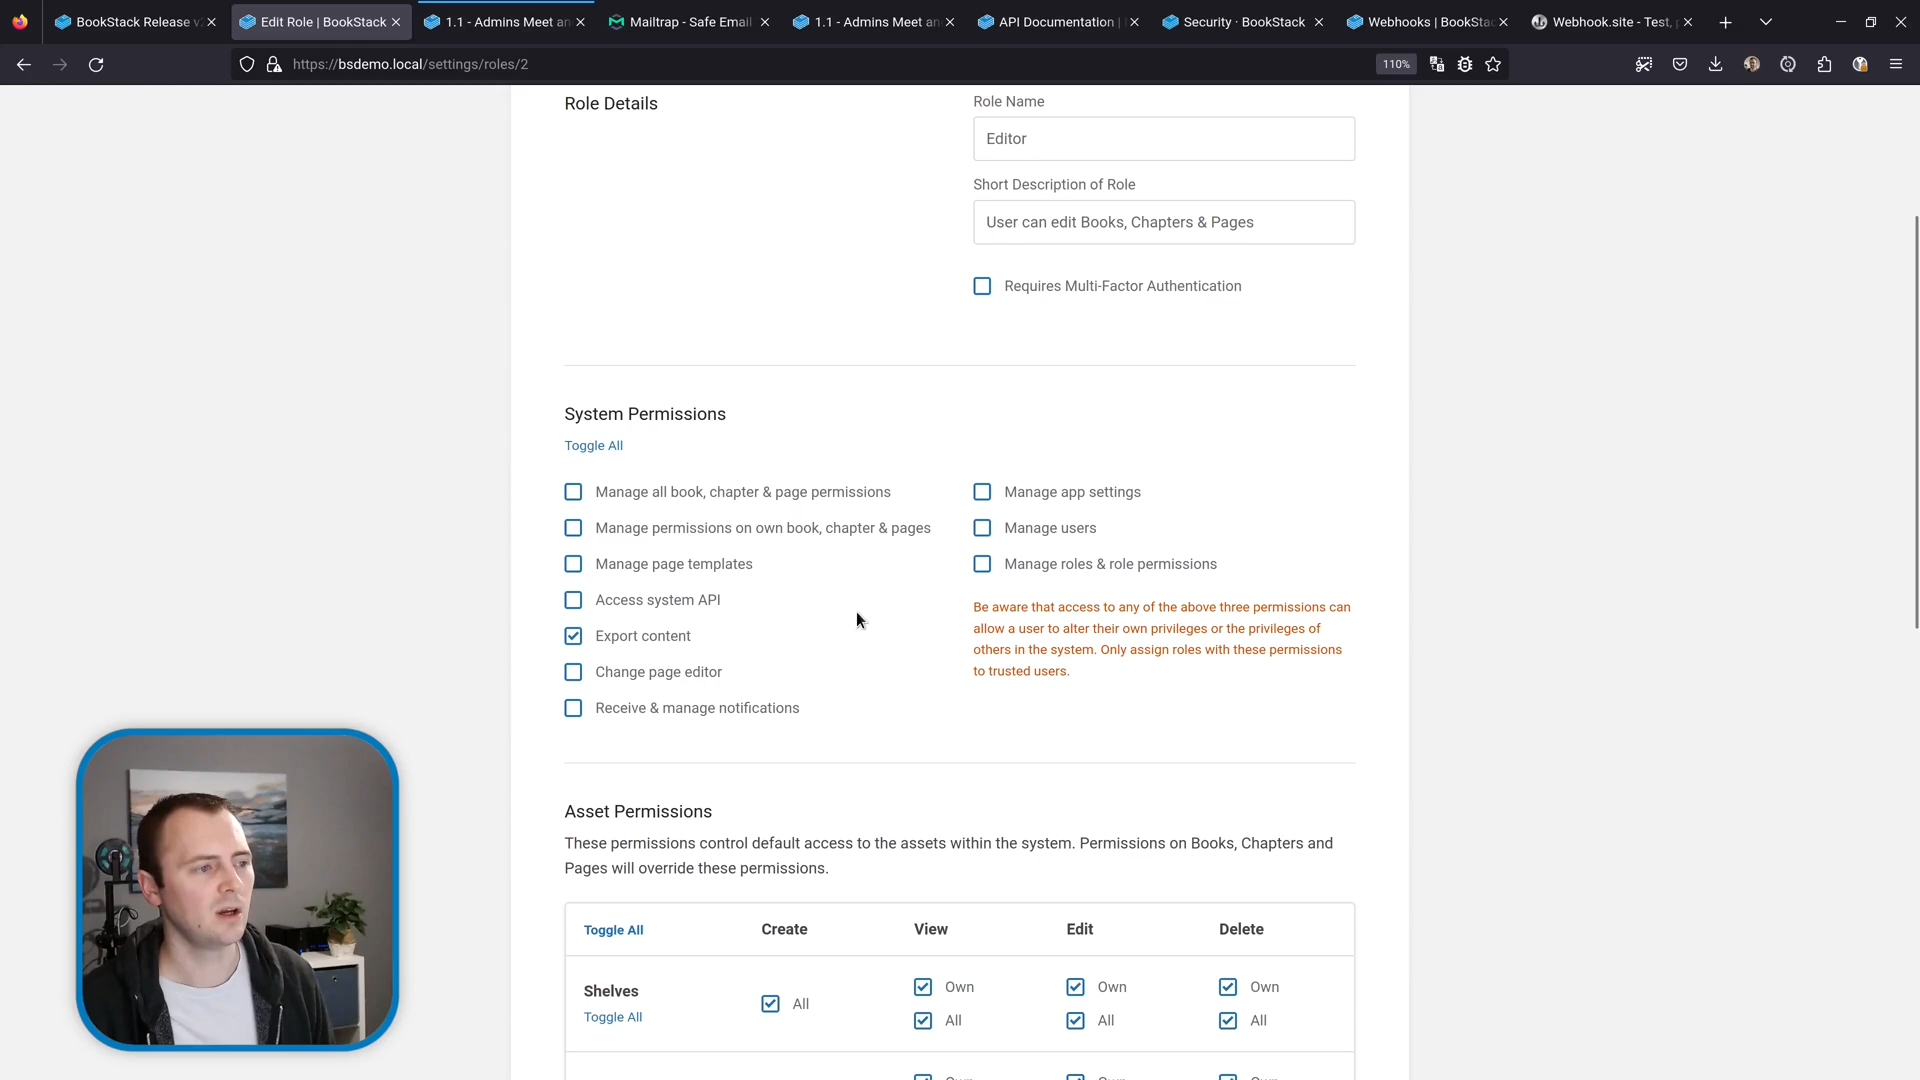 BookStack Release v2
Edit Role | BookStack
1.1 - Admins Meet an
Mailtrap - Safe Email
1.1 - Admins Meet an
API Documentation |
Security · BookStack
Webhooks | BookStac
Webhook.site - Test,
https://bsdemo.local/settings/roles/2
110%
Role Details
Role Name
Editor
Short Description of Role
User can edit Books, Chapters & Pages
Requires Multi-Factor Authentication
System Permissions
Toggle All
Manage all book, chapter & page permissions
Manage permissions on own book, chapter & pages
Manage page templates
Access system API
Export content
Change page editor
Receive & manage notifications
Manage app settings
Manage users
Manage roles & role permissions
Be aware that access to any of the above three permissions can
allow a user to alter their own privileges or the privileges of
others in the system. Only assign roles with these permissions
to trusted users.
Asset Permissions
These permissions control default access to the assets within the system. Permissions on Books, Chapters and
Pages will override these permissions.
Toggle All Create View Edit Delete
Shelves
Toggle All
All
Own Own Own
All All All